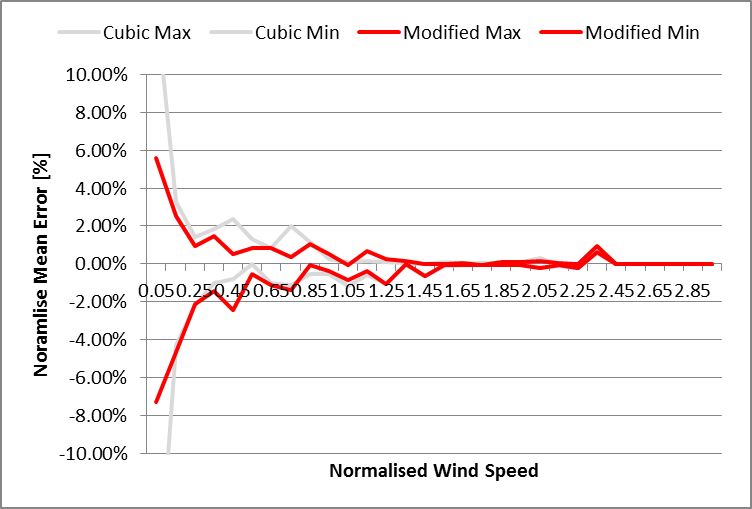 Cubic Max Cubic Min Modified Max Modified Min
10.00%
8.00%
6.00%
4.00%
2.00%
0.00%
-2.00%
-4.00%
-6.00%
-8.00%
-10.00%
0.05 0.25 0.45 0.65 0.85 1.05 1.25 1.45 1.65 1.85 2.05 2.25 2.45 2.65 2.85
Noramlise Mean Error [%]
Normalised Wind Speed